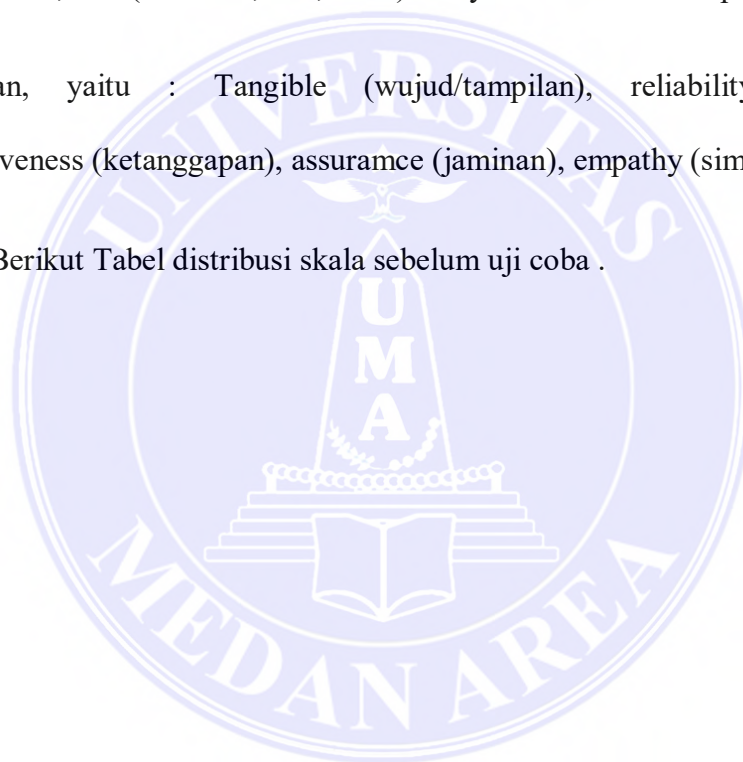 an, yaitu : Tangible (wujud/tampilan), reliability
veness (ketanggapan), assuramce (jaminan), empathy (sim
Berikut Tabel distribusi skala sebelum uji coba .
UNIVERSITAS
U
M
A
MEDAN AREA